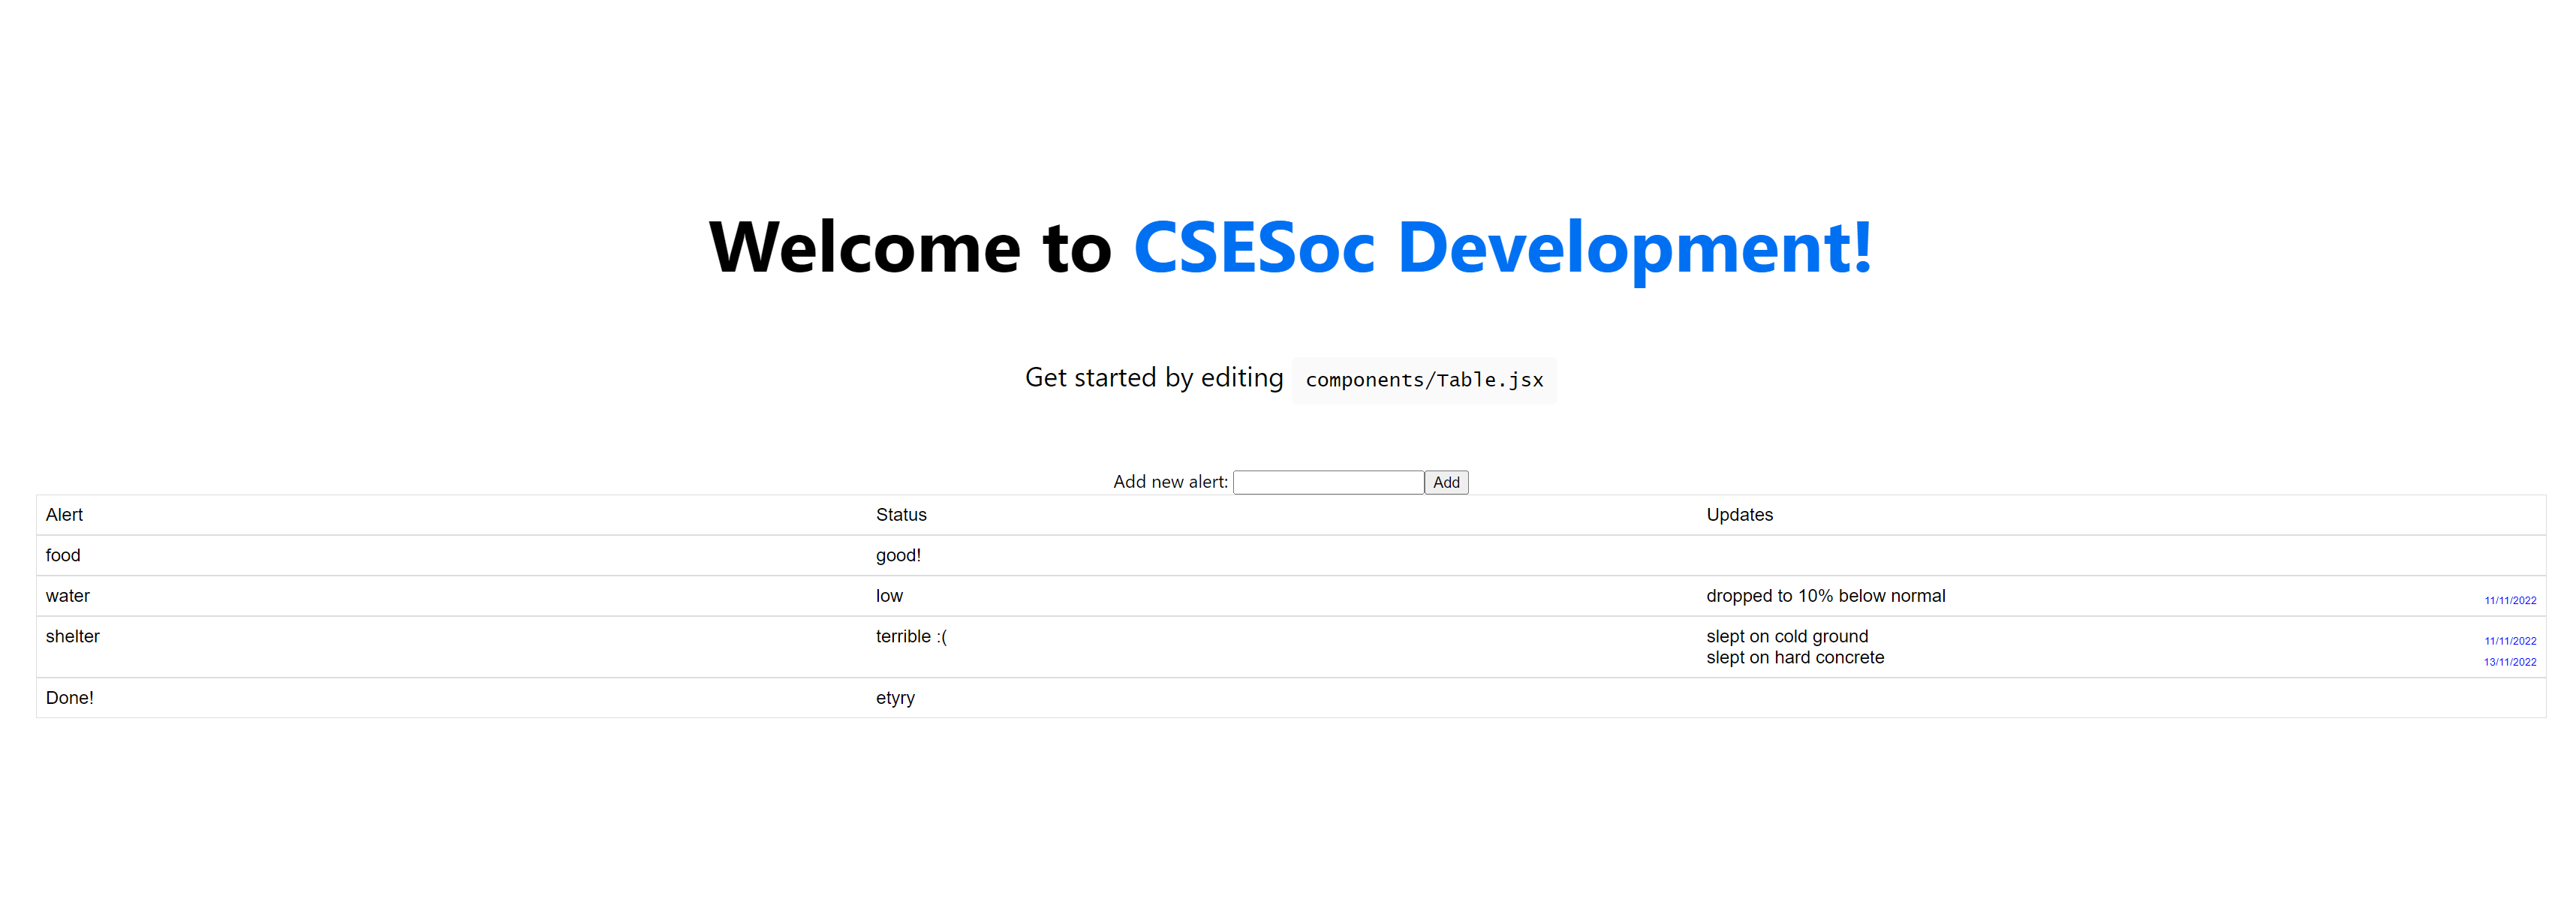 Welcome to CSESoc Development!
Get started by editing components/Table.jsx
Add new alert: Add
Alert Status Updates
food good!
water low dropped to 10% below normal 11/11/2022
shelter terrible :( slept on cold ground 11/11/2022
slept on hard concrete 13/11/2022
Done! etyry